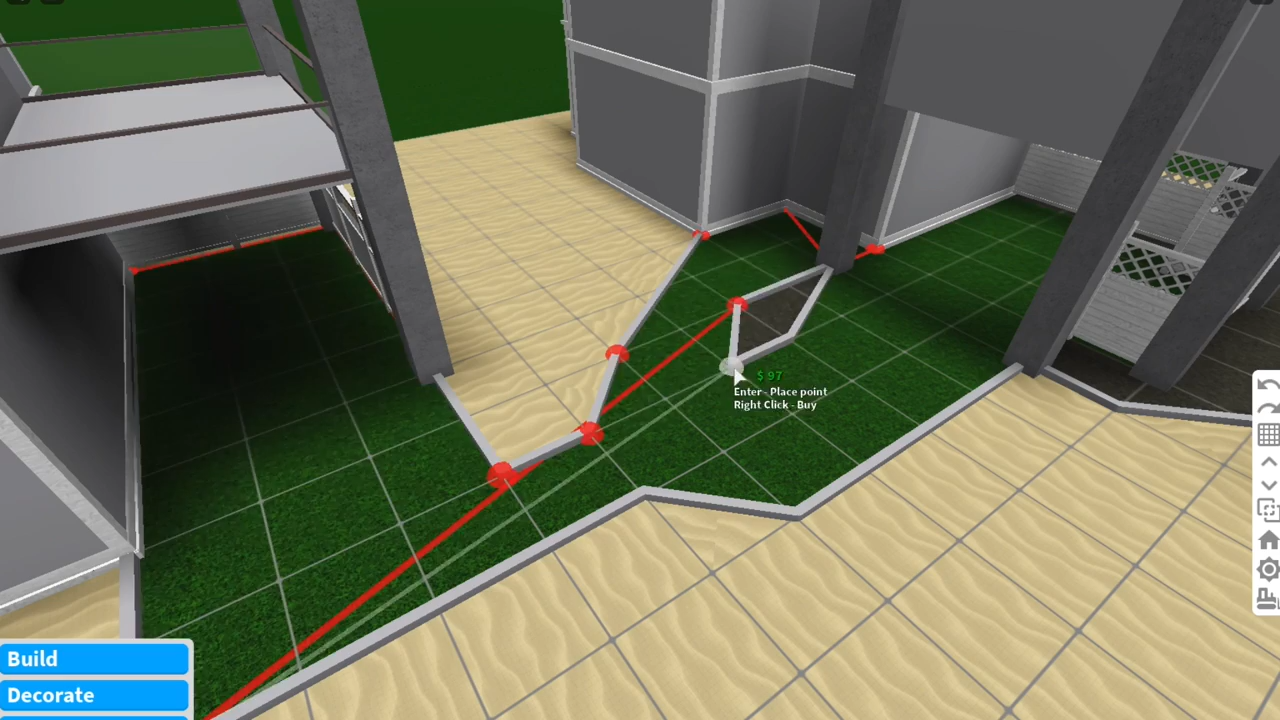 $ 97
Enter - Place point
Right Click - Buy
Build
Decorate